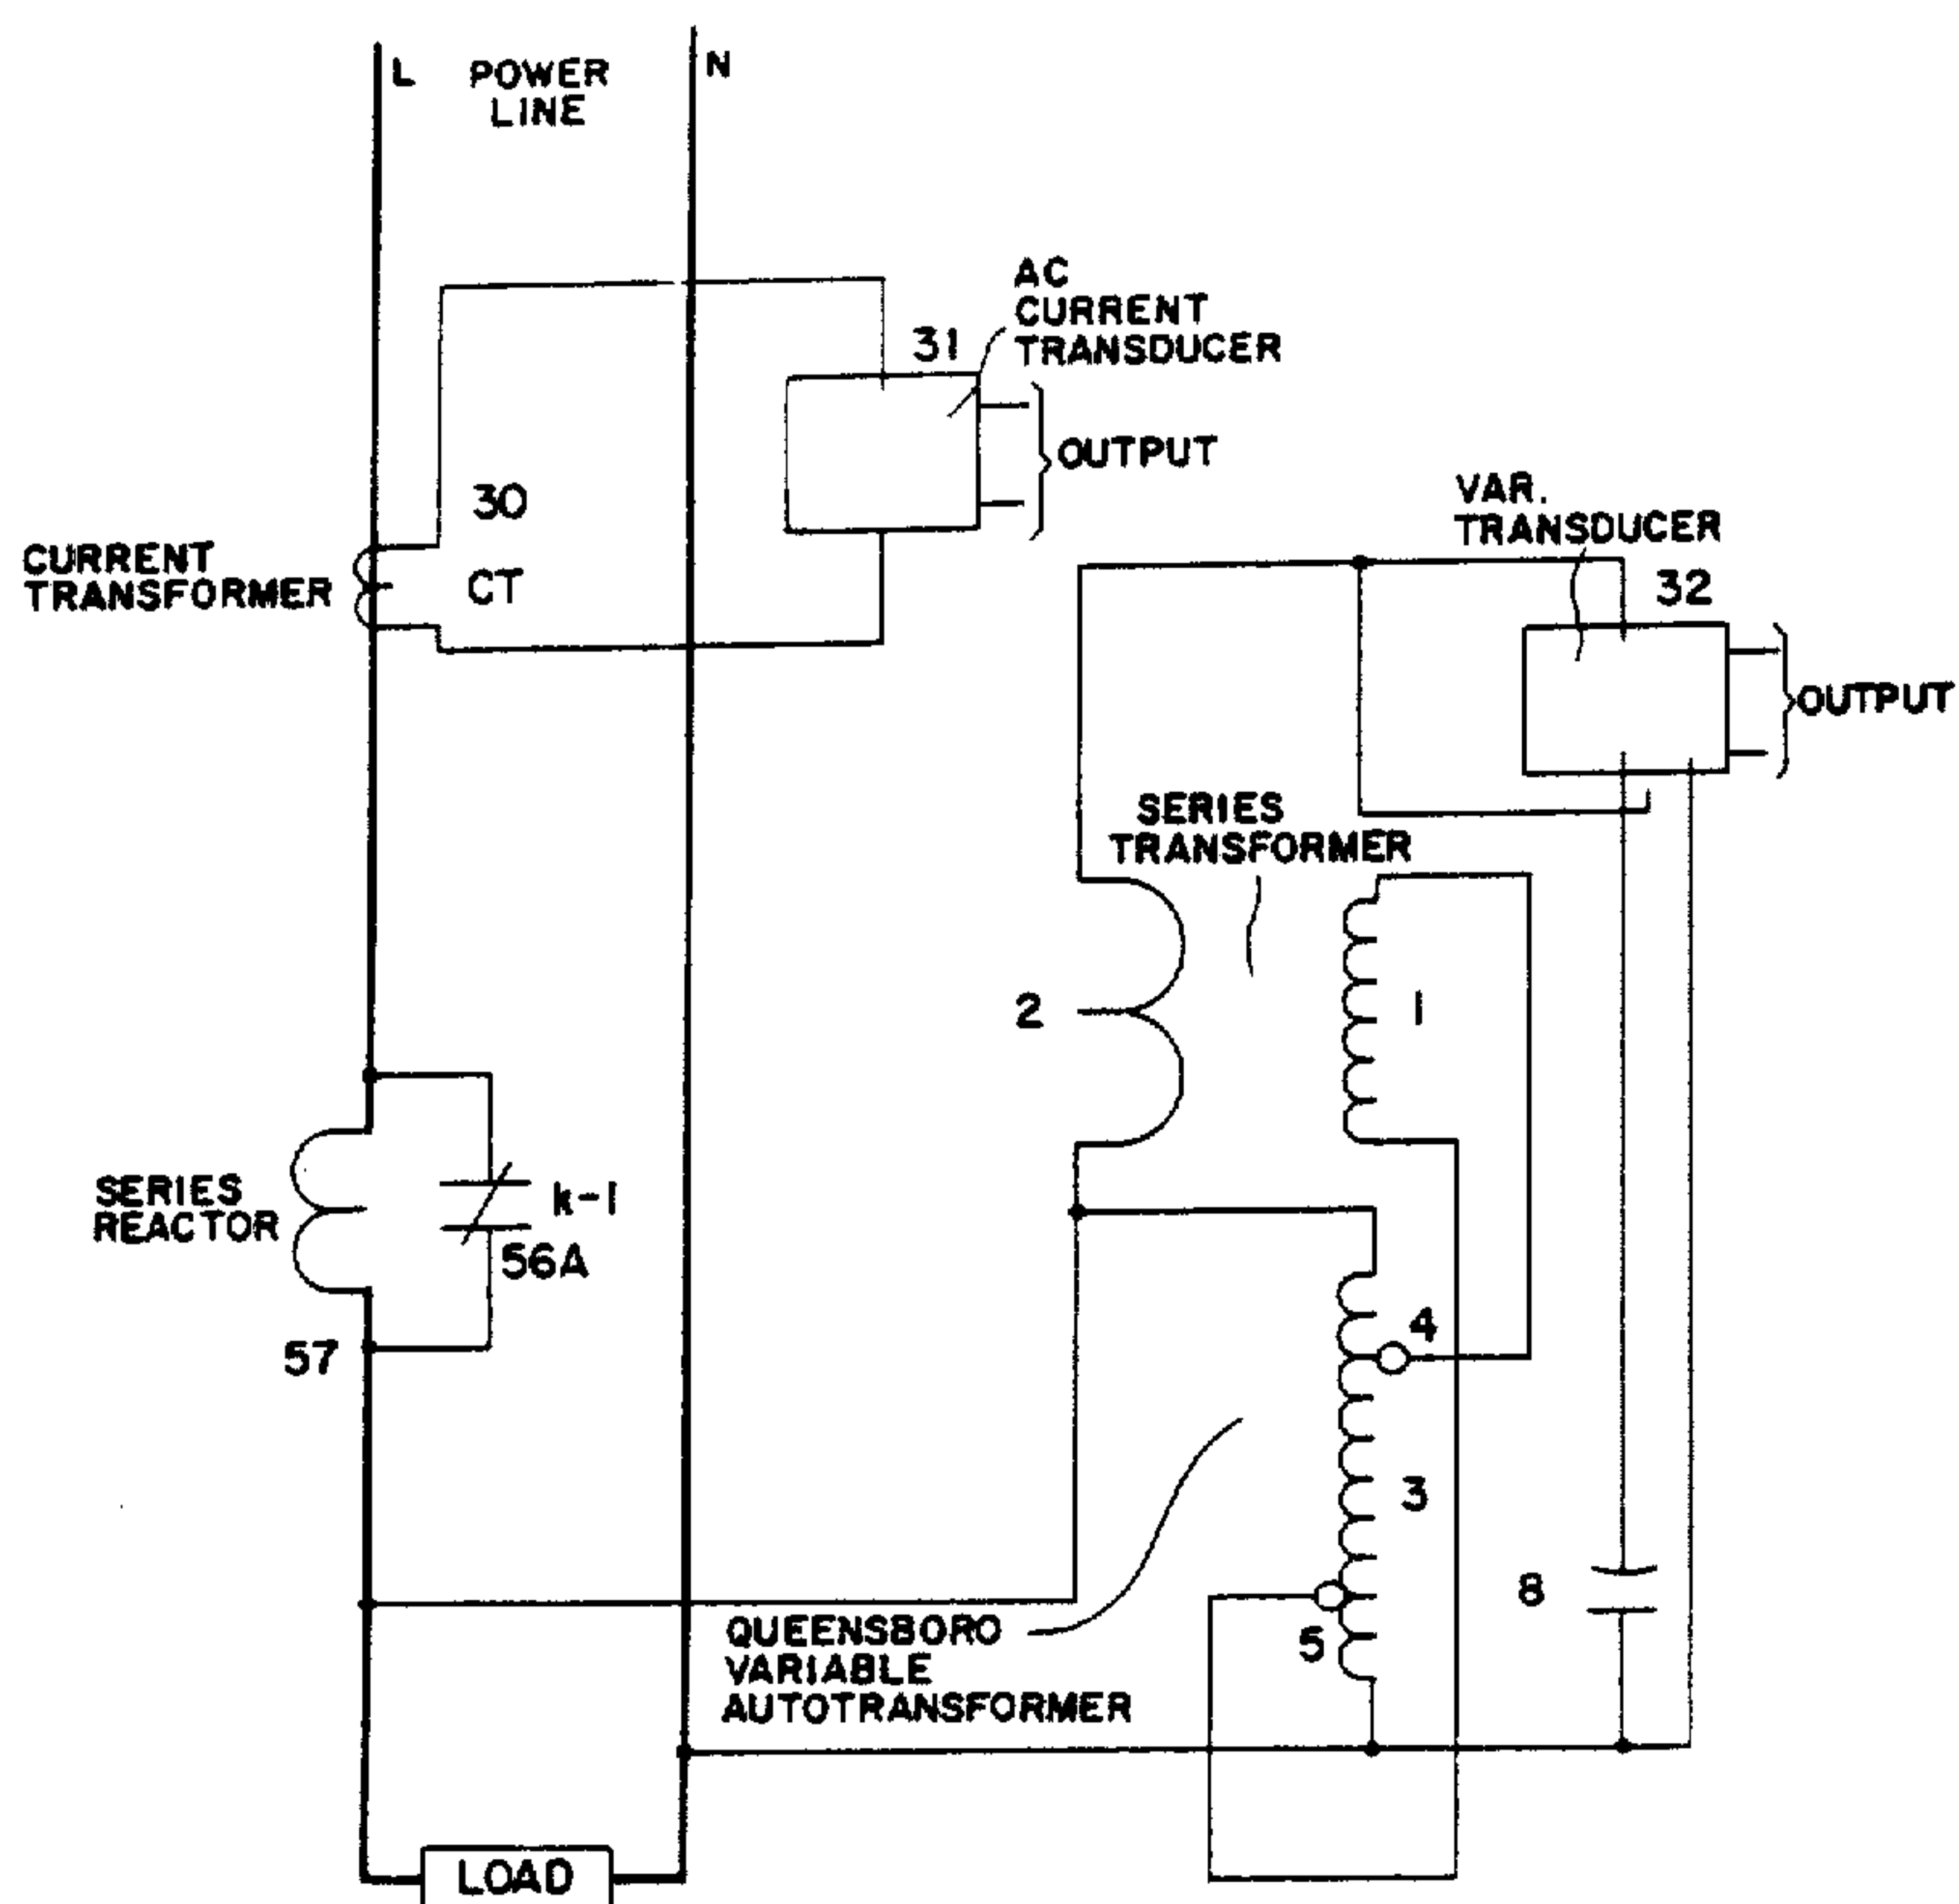 L
POWER
LINE
N
AC
CURRENT
TRANSDUCER
31
OUTPUT
30
CT
CURRENT
TRANSFORMER
VAR.
TRANSDUCER
32
OUTPUT
SERIES
TRANSFORMER
2
1
SERIES
REACTOR
k-1
56A
57
4
3
5
8
QUEENSBORO
VARIABLE
AUTOTRANSFORMER
LOAD